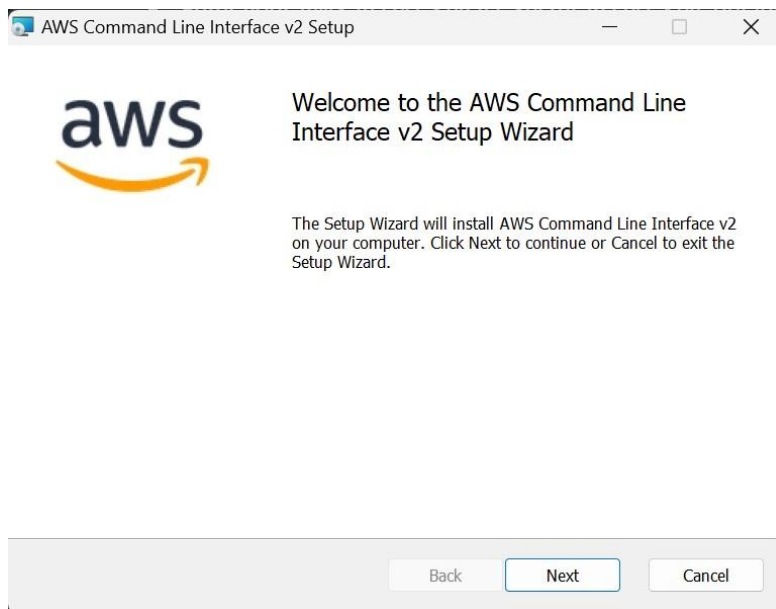 AWS Command Line Interface v2 Setup
aws
Welcome to the AWS Command Line
Interface v2 Setup Wizard
The Setup Wizard will install AWS Command Line Interface v2
on your computer. Click Next to continue or Cancel to exit the
Setup Wizard.
Back Next Cancel